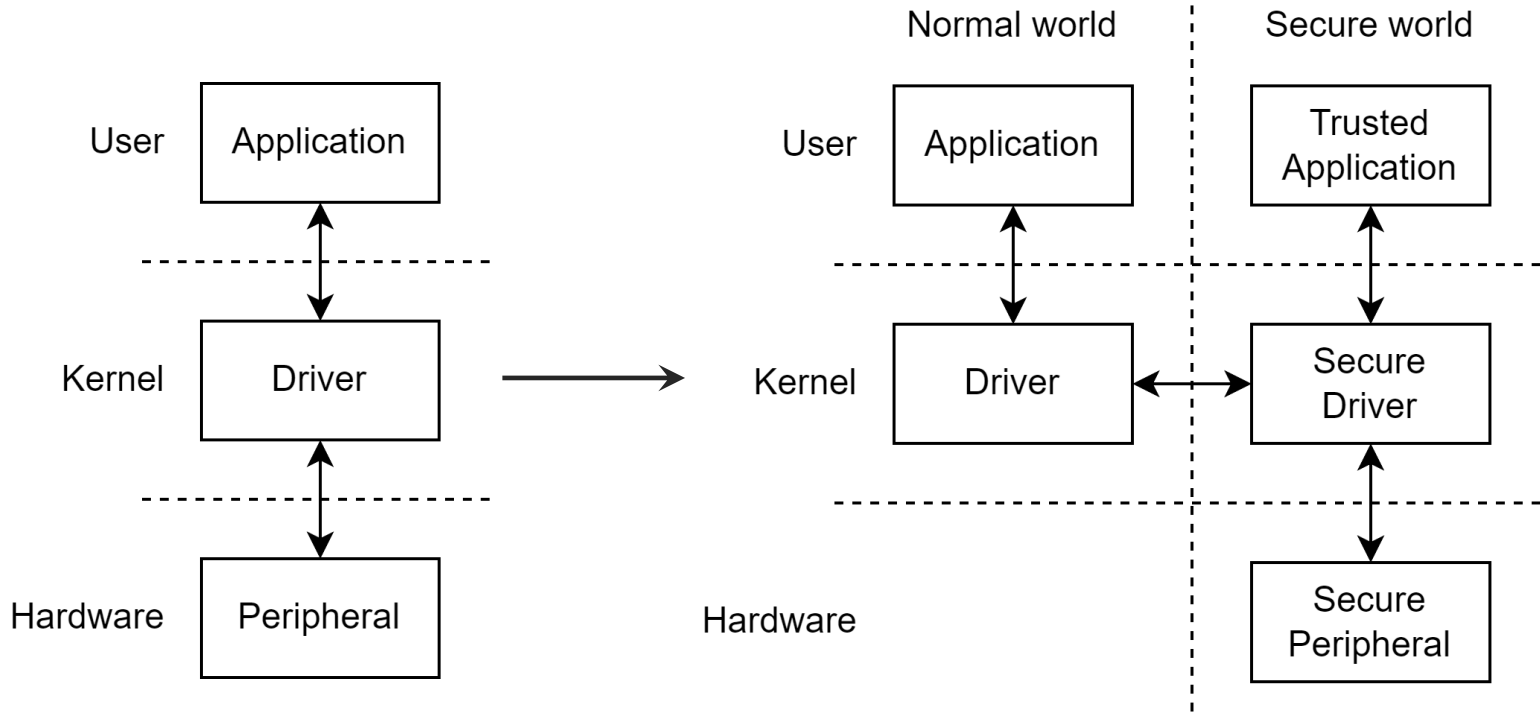 Normal world
Secure world
User
Application
User
Application
Trusted
Application
Kernel
Driver
Kernel
Driver
Secure
Driver
Hardware
Peripheral
Hardware
Secure
Peripheral